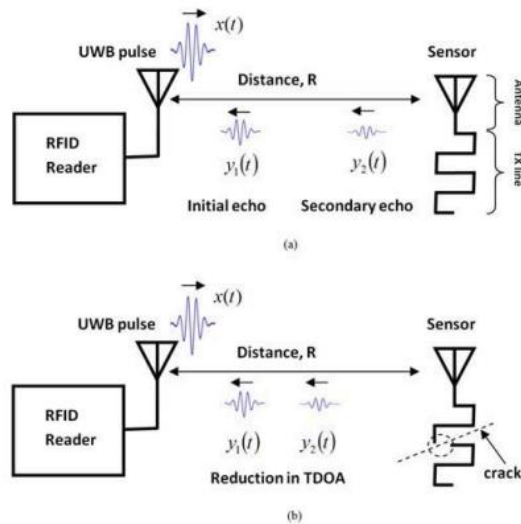 x(t)
UWB pulse
Sensor
Distance, R
Antenna
RFID
Reader
TX line
y₁(t)
y₂(t)
Initial echo
Secondary echo
(a)
x(t)
UWB pulse
Sensor
Distance, R
RFID
Reader
y₁(t)
y₂(t)
crack
Reduction in TDOA
(b)